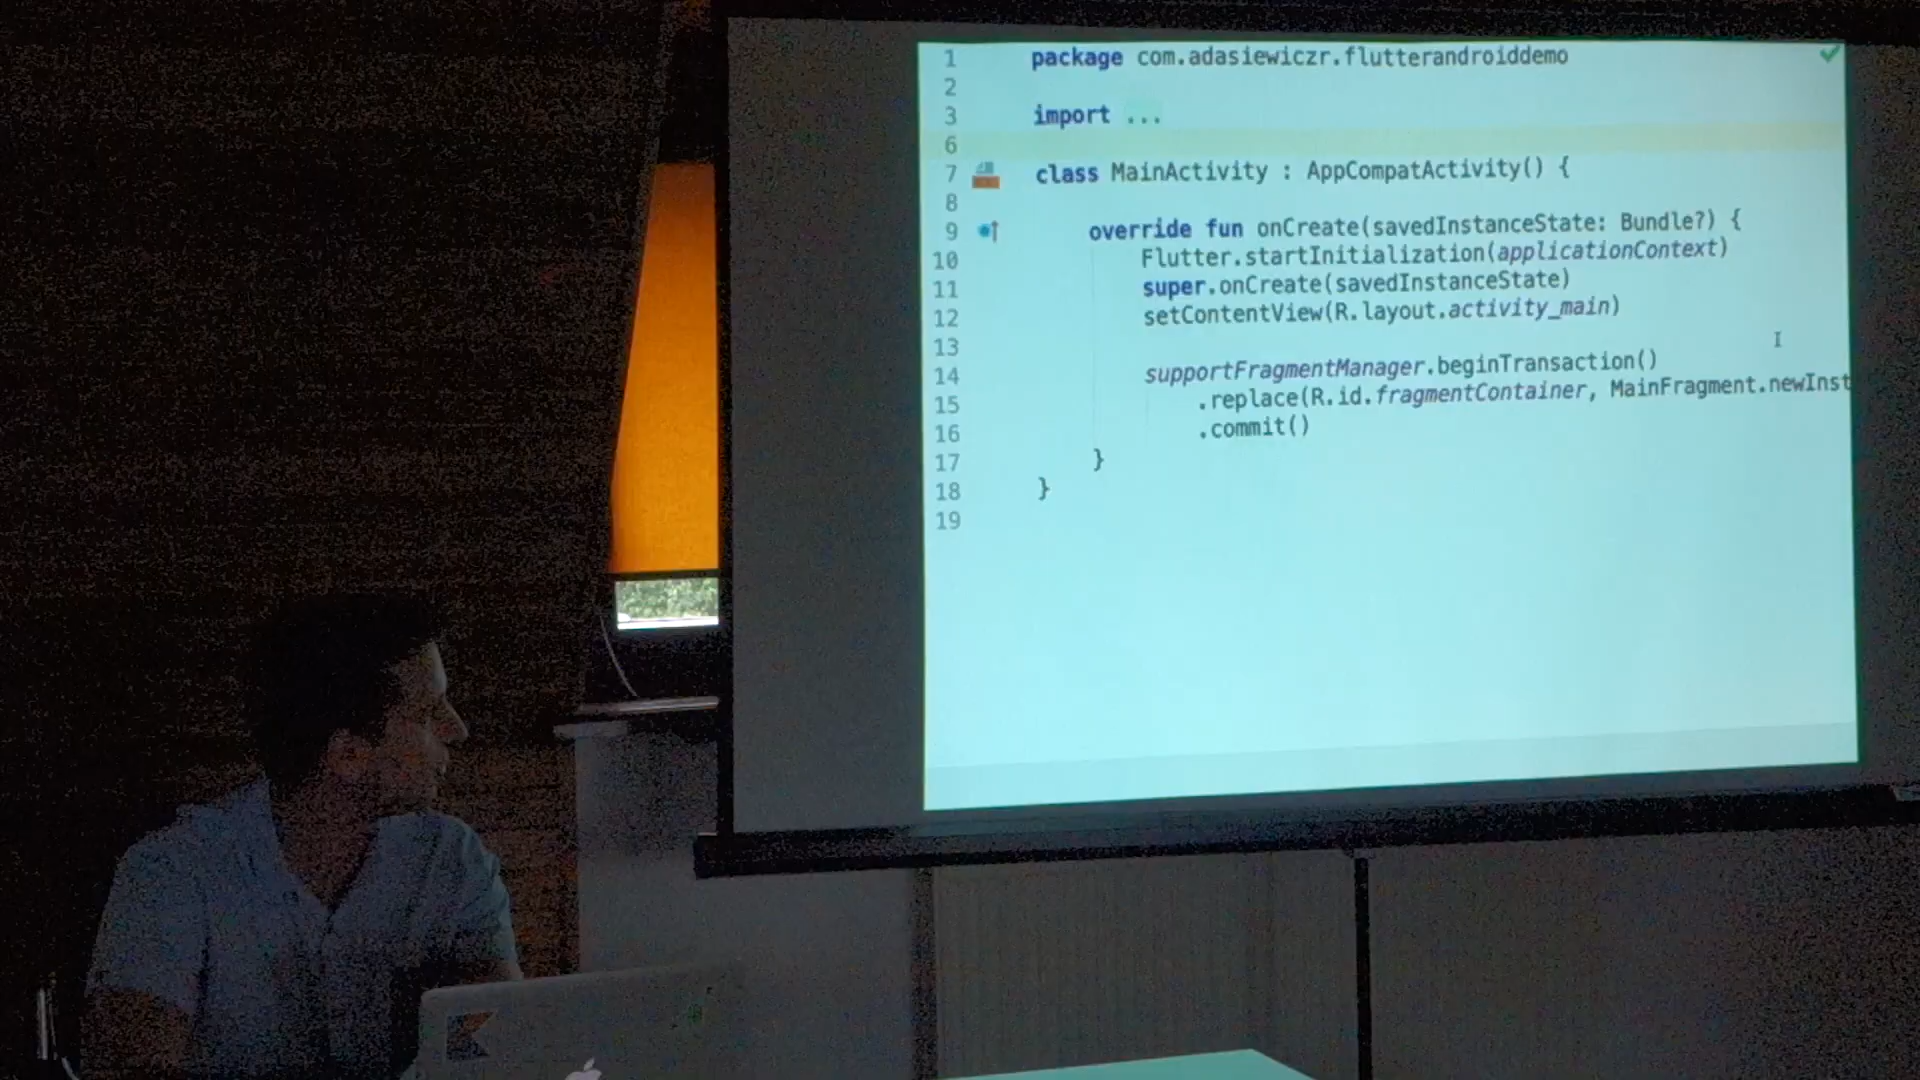 1 package com.adasiewiczr.flutterandroiddemo
2
3 import ...
6
7 class MainActivity : AppCompatActivity() {
8
9 override fun onCreate(savedInstanceState: Bundle?) {
10 Flutter.startInitialization(applicationContext)
11 super.onCreate(savedInstanceState)
12 setContentView(R.layout.activity_main)
13
14 supportFragmentManager.beginTransaction()
15 .replace(R.id.fragmentContainer, MainFragment.newInst
16 .commit()
17 }
18 }
19